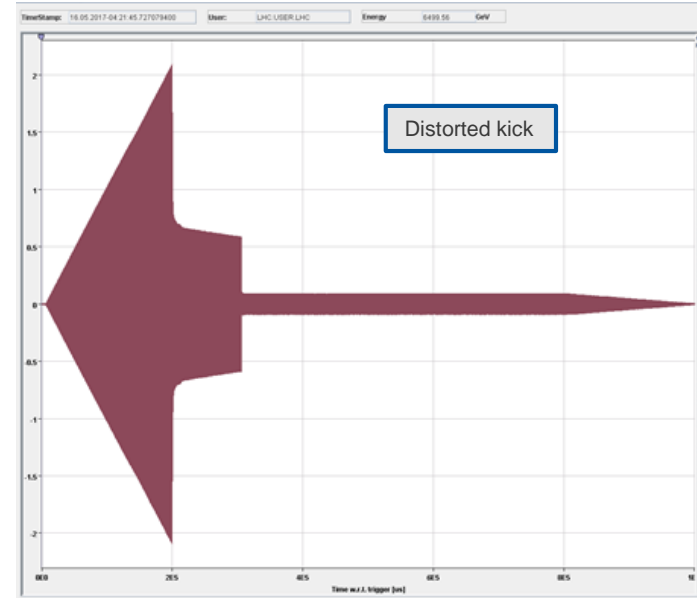 TimeStamp: 16.05.2017-04:21:45.727079400 User: LHC.USER.LHC Energy 6499.56 GeV
Distorted kick
2
1.5
1
0.5
0
-0.5
-1
-1.5
-2
0E0 2E5 4E5 6E5 8E5
Time w.r.t. trigger [us]